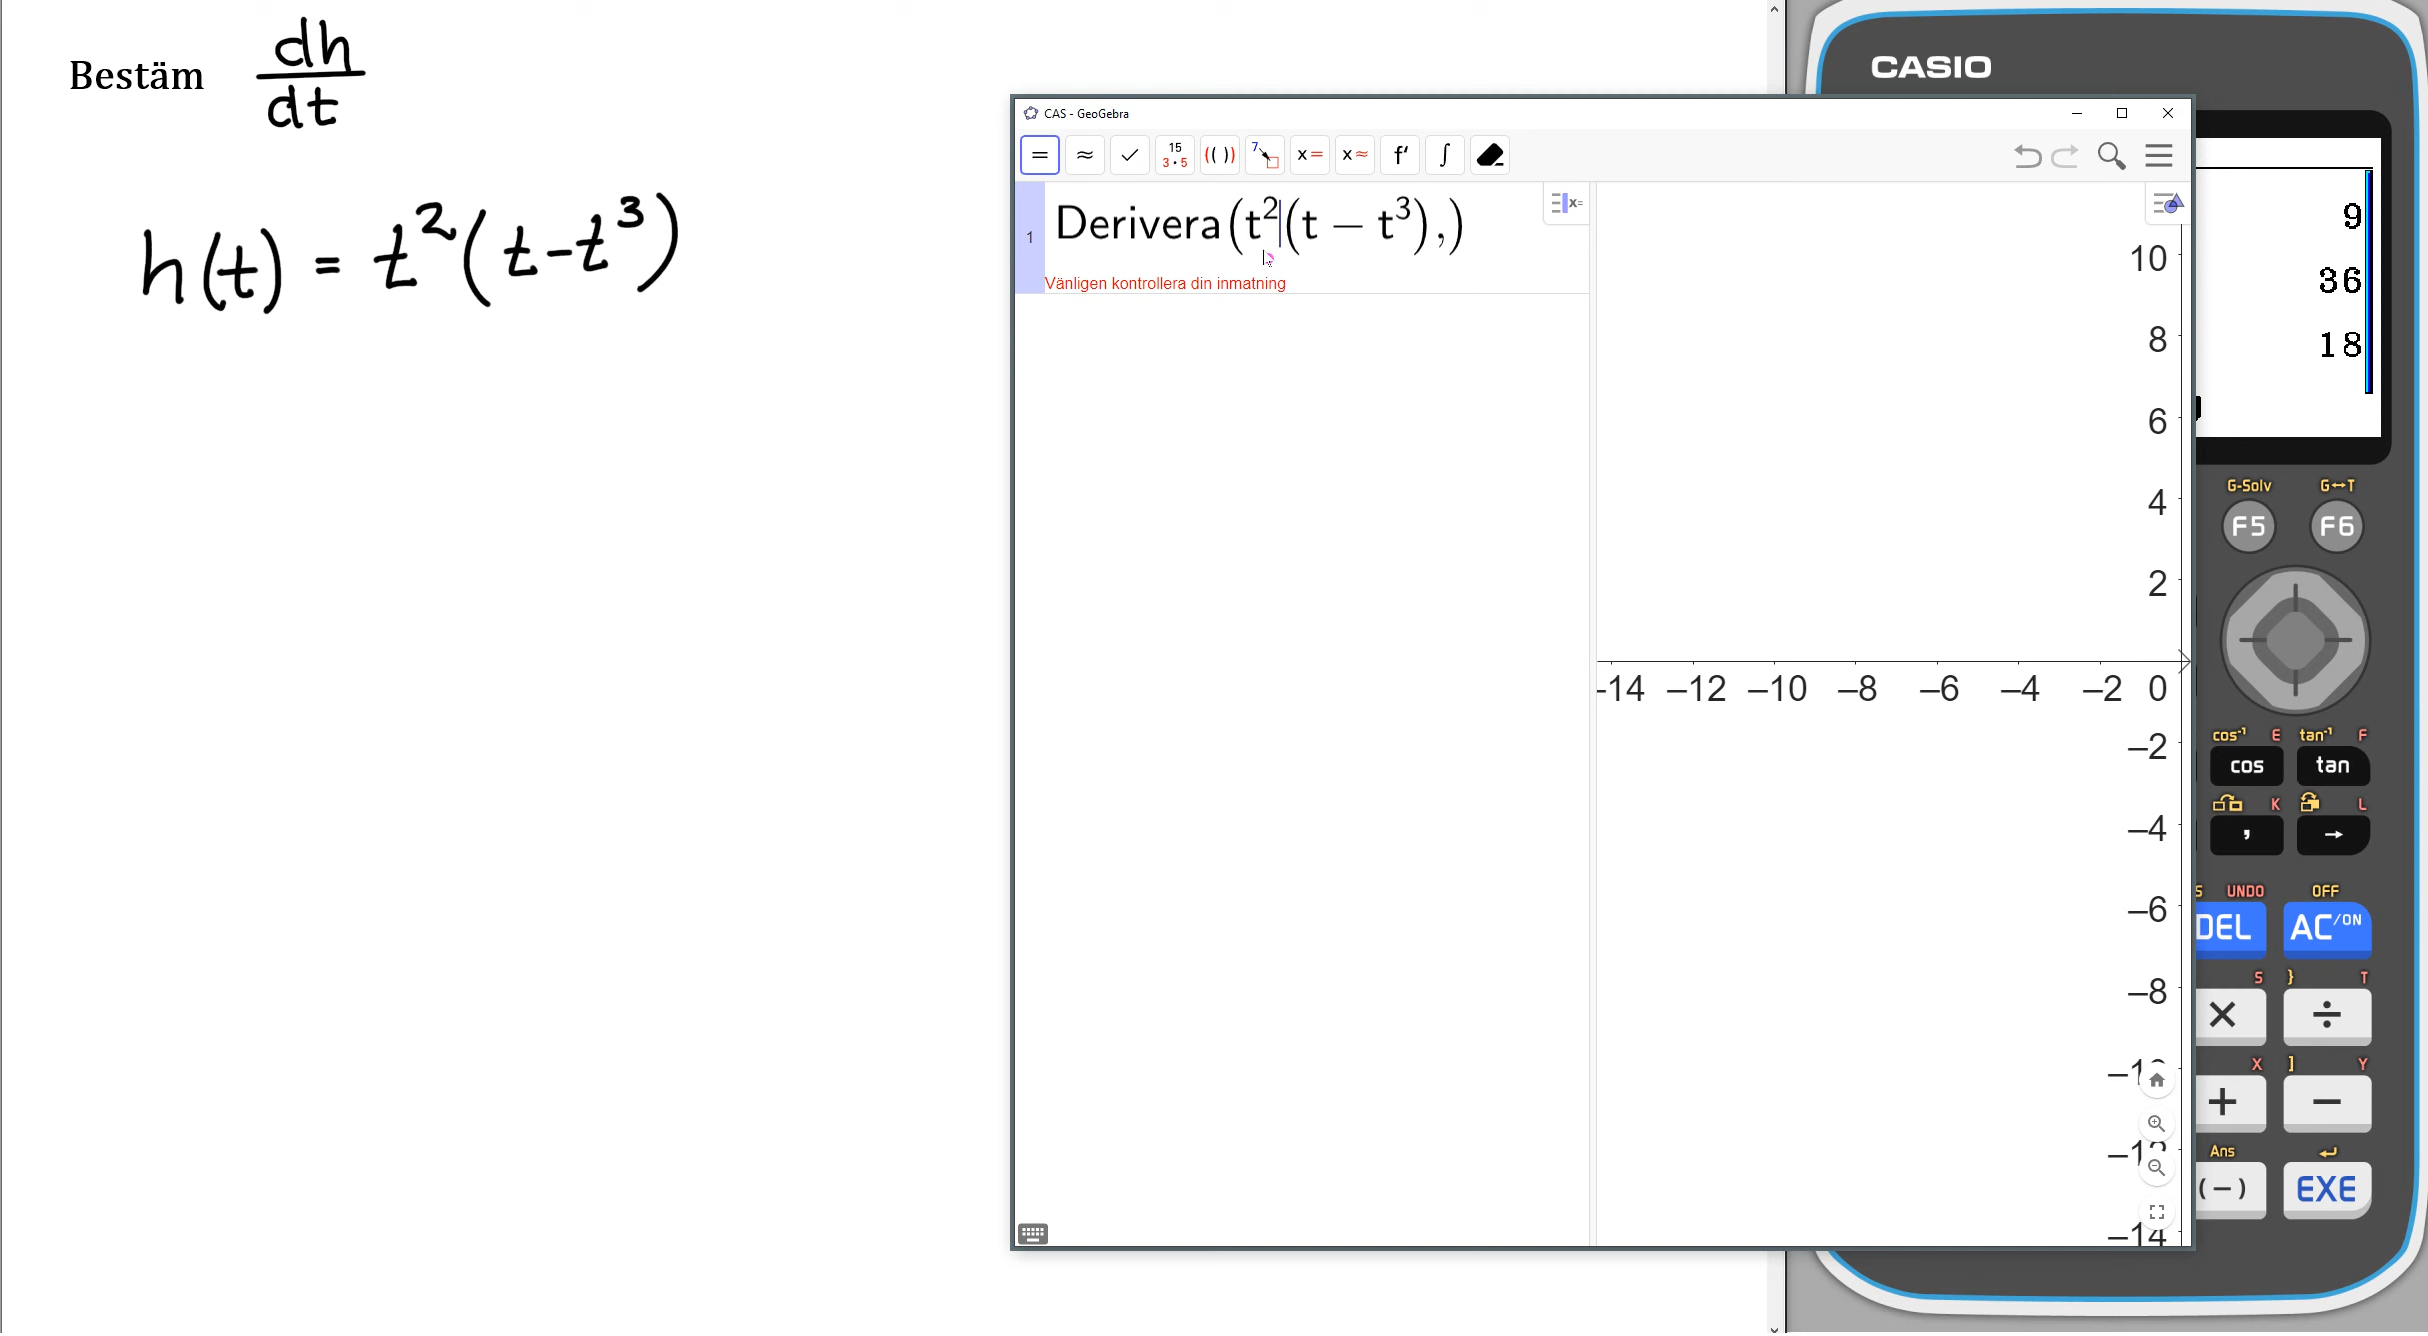 Bestäm dh/dt
h(t) = t²(t-t³)
CAS - GeoGebra
= ≈ ✓ 15 3·5 (( )) 7 x= x≈ f′ ∫
1 Derivera(t²(t − t³),)
Vänligen kontrollera din inmatning
x=
10
8
6
4
2
-14 −12 −10 −8 −6 −4 −2 0
−2
−4
−6
−8
−14
CASIO
9
36
18
G-Solv G↔T
F5 F6
cos⁻¹ E tan⁻¹ F
cos tan
K L
, →
S UNDO OFF
DEL AC/ON
S } T
× ÷
X ] Y
+ −
Ans ↵
(−) EXE